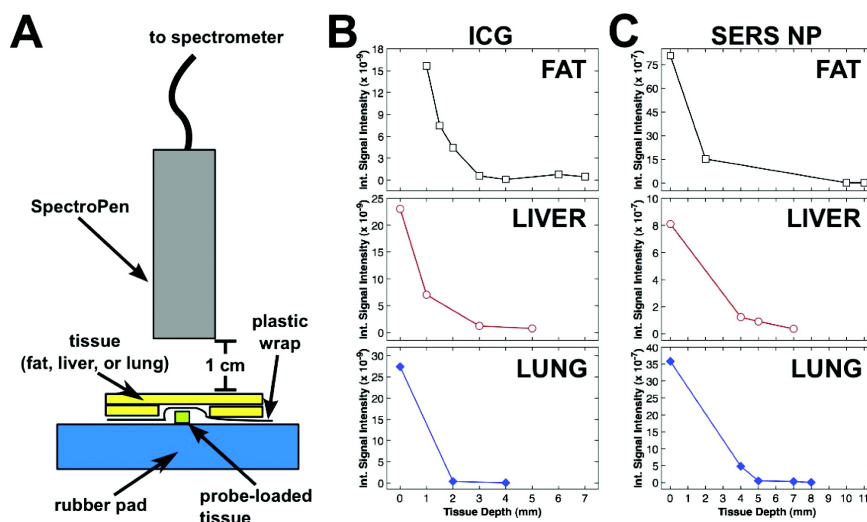 A
to spectrometer
SpectroPen
tissue
(fat, liver, or lung)
1 cm
plastic
wrap
rubber pad
probe-loaded
tissue
B
ICG
FAT
Int. Signal Intensity (x 10⁻⁹)
18
15
12
9
6
3
0
LIVER
Int. Signal Intensity (x 10⁻⁹)
25
20
15
10
5
0
LUNG
Int. Signal Intensity (x 10⁻⁹)
30
25
20
15
10
5
0
0 1 2 3 4 5 6 7
Tissue Depth (mm)
C
SERS NP
FAT
Int. Signal Intensity (x 10⁻⁷)
75
60
45
30
15
0
LIVER
Int. Signal Intensity (x 10⁻⁷)
8
6
4
2
0
LUNG
Int. Signal Intensity (x 10⁻⁷)
40
35
30
25
20
15
10
5
0
0 1 2 3 4 5 6 7 8 9 10 11
Tissue Depth (mm)